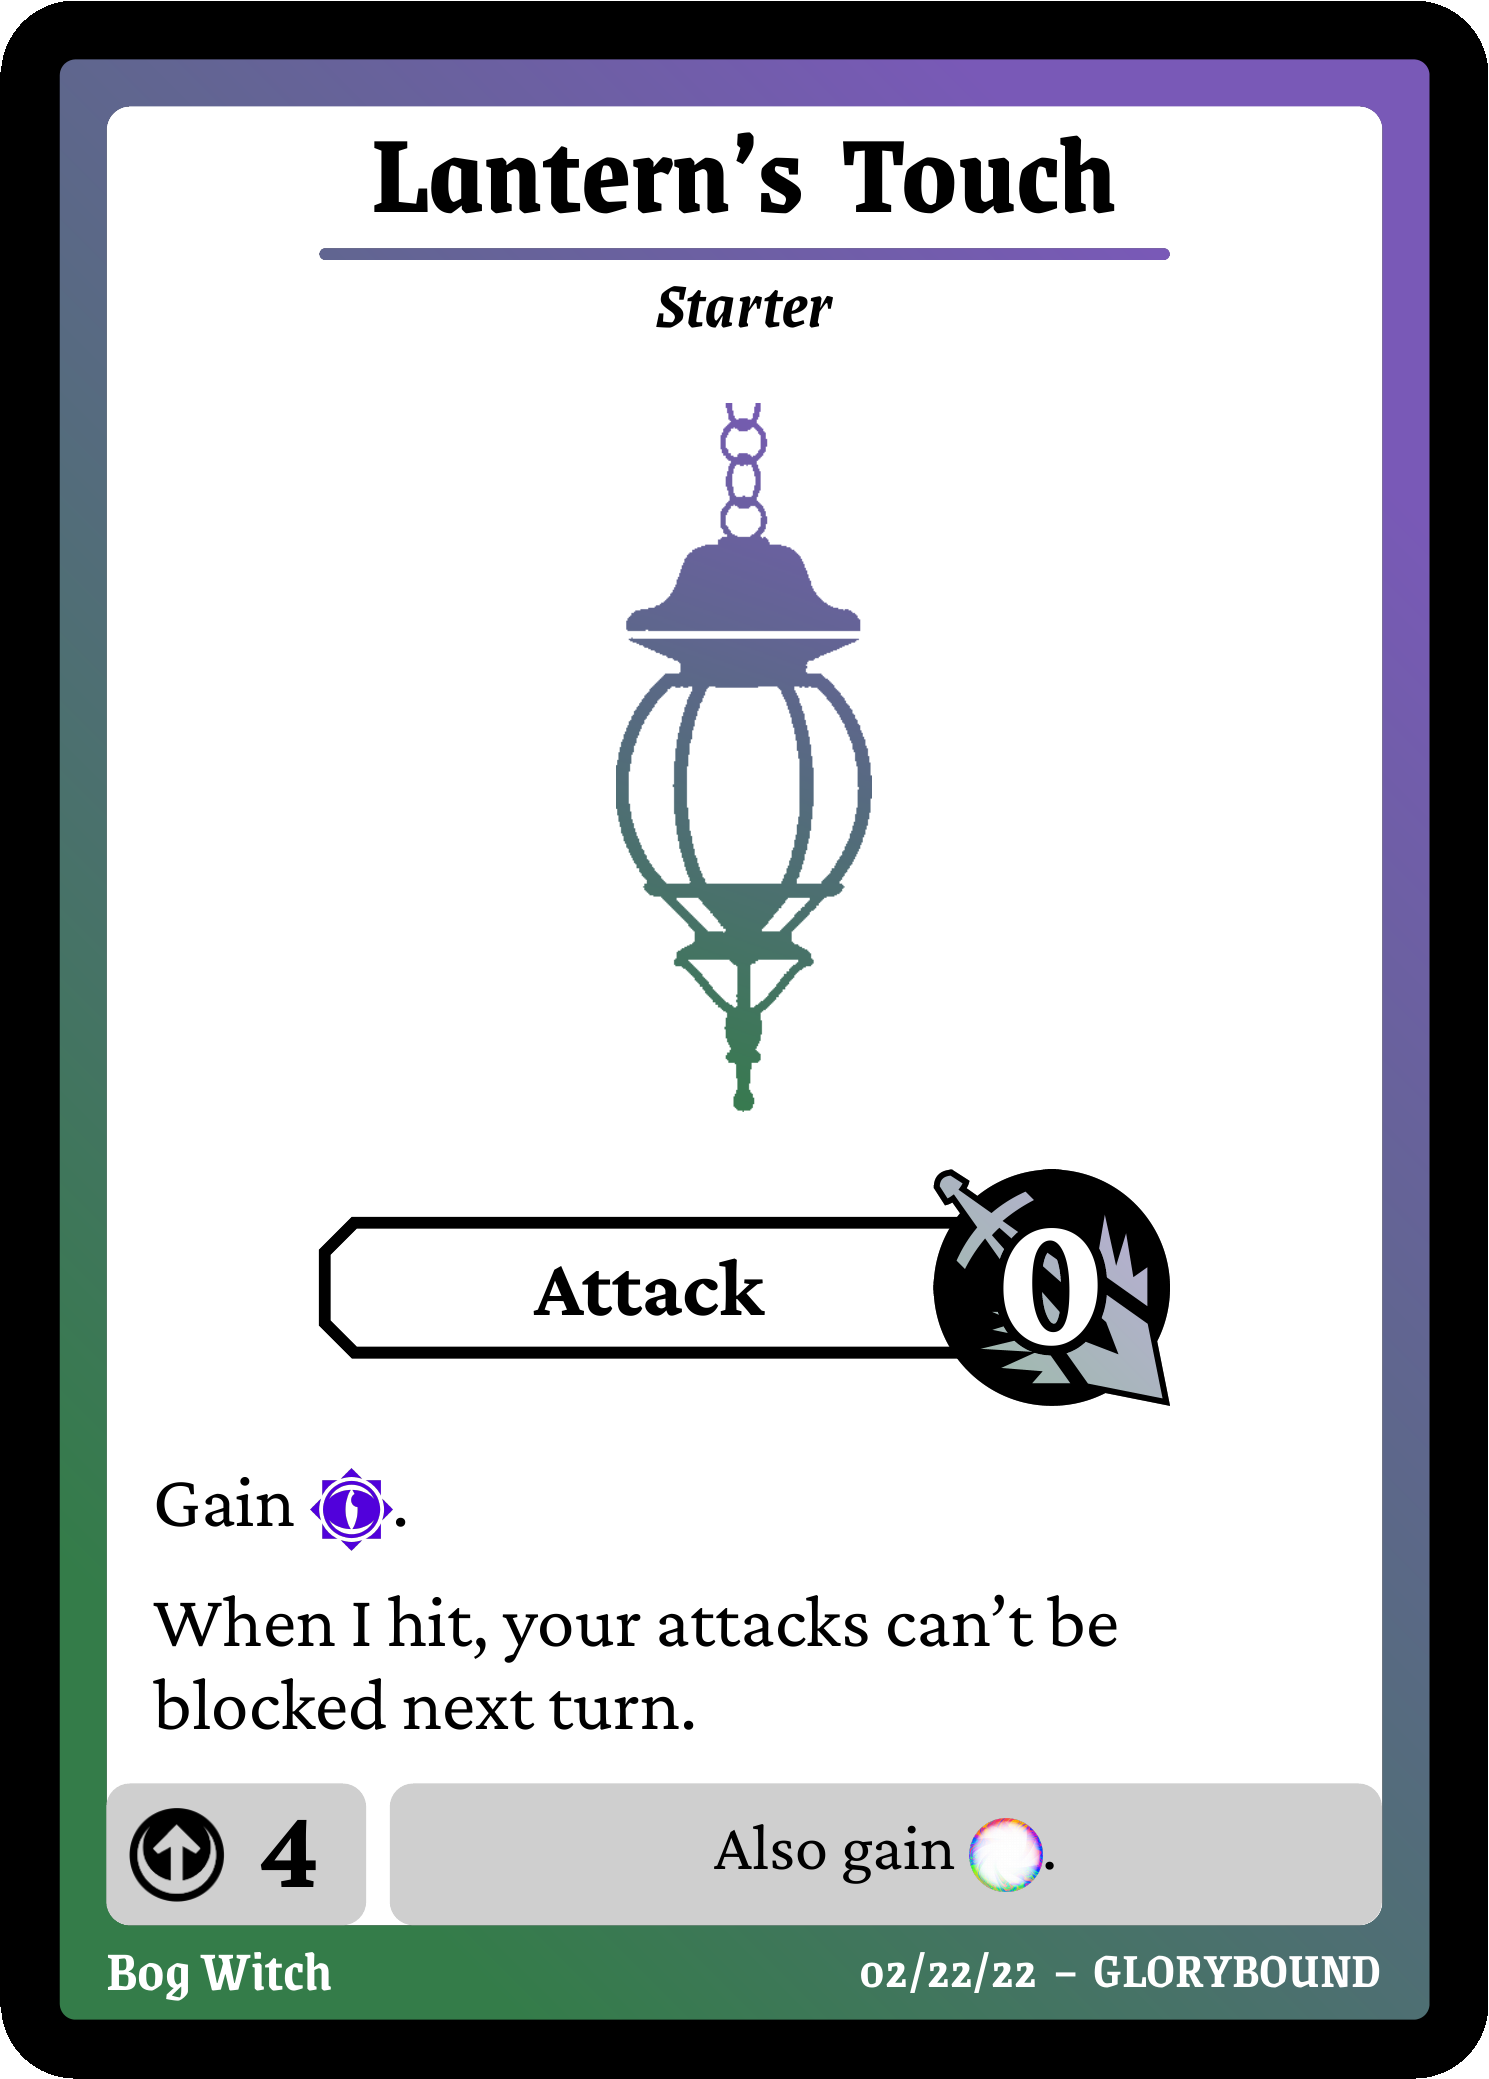 Lantern’s Touch
Starter
Attack
0
Gain .
When I hit, your attacks can’t be
blocked next turn.
4
Also gain .
Bog Witch
02/22/22 – GLORYBOUND